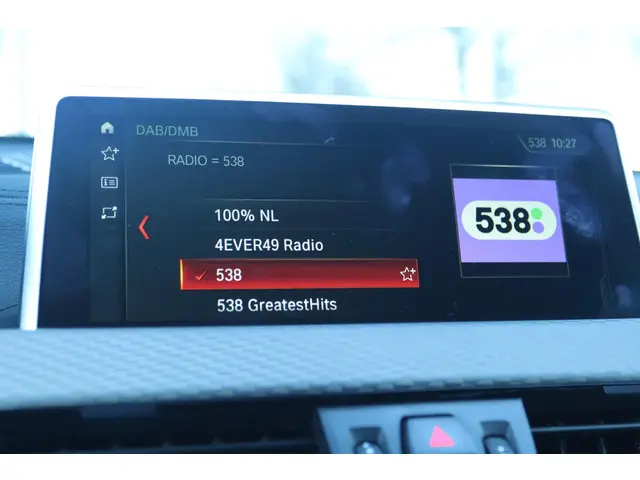 DAB/DMB
538 10:27
RADIO = 538
100% NL
4EVER49 Radio
538
538 GreatestHits
538